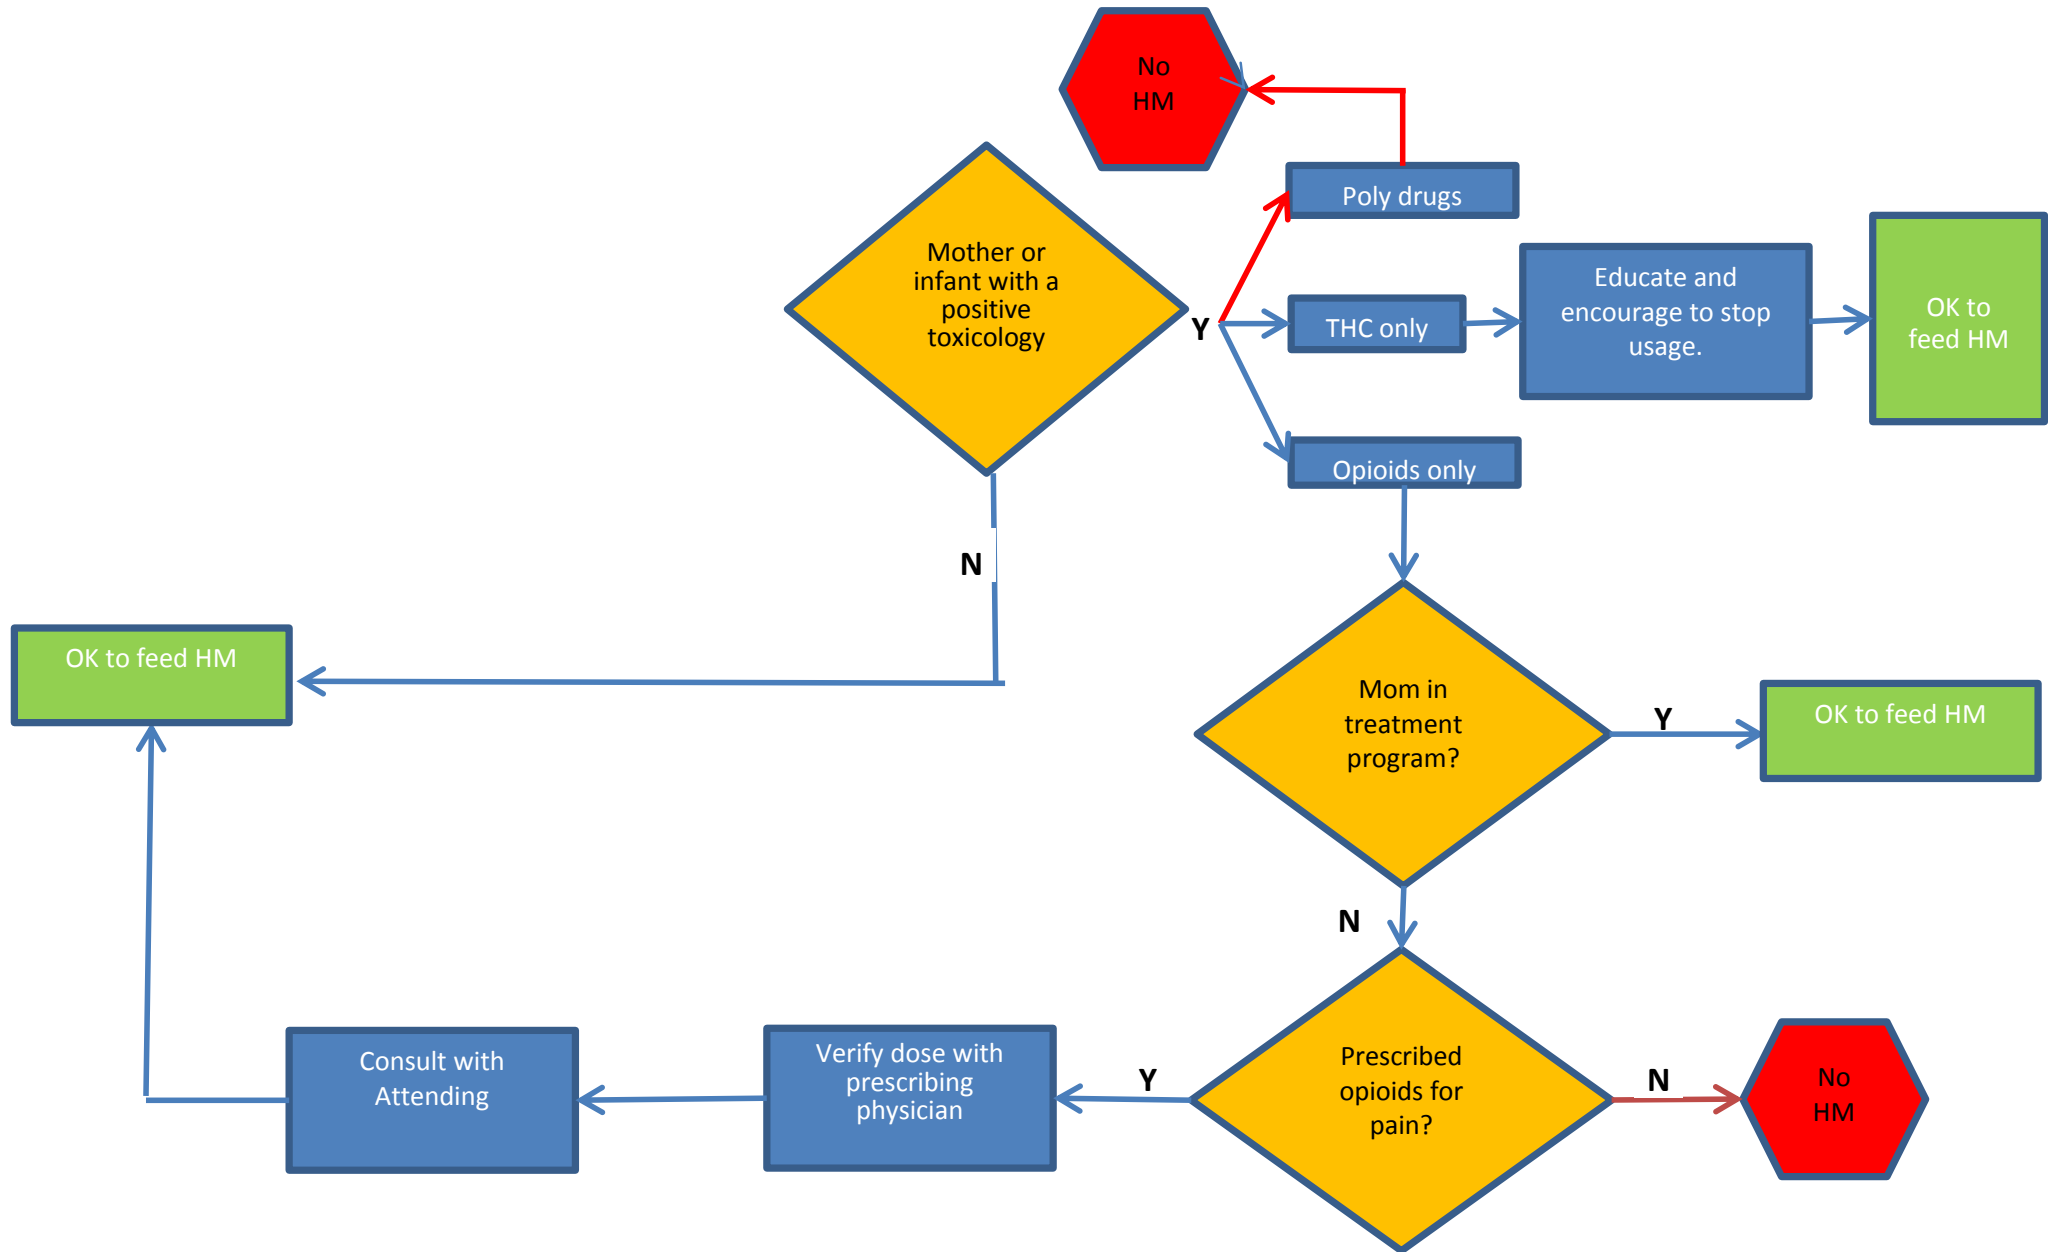 No
HM
Poly drugs
Mother or
infant with a
positive
toxicology
Y
THC only
Educate and
encourage to stop
usage.
OK to
feed HM
Opioids only
N
OK to feed HM
Mom in
treatment
program?
Y
OK to feed HM
N
Prescribed
opioids for
pain?
Y
Verify dose with
prescribing
physician
Consult with
Attending
N
No
HM